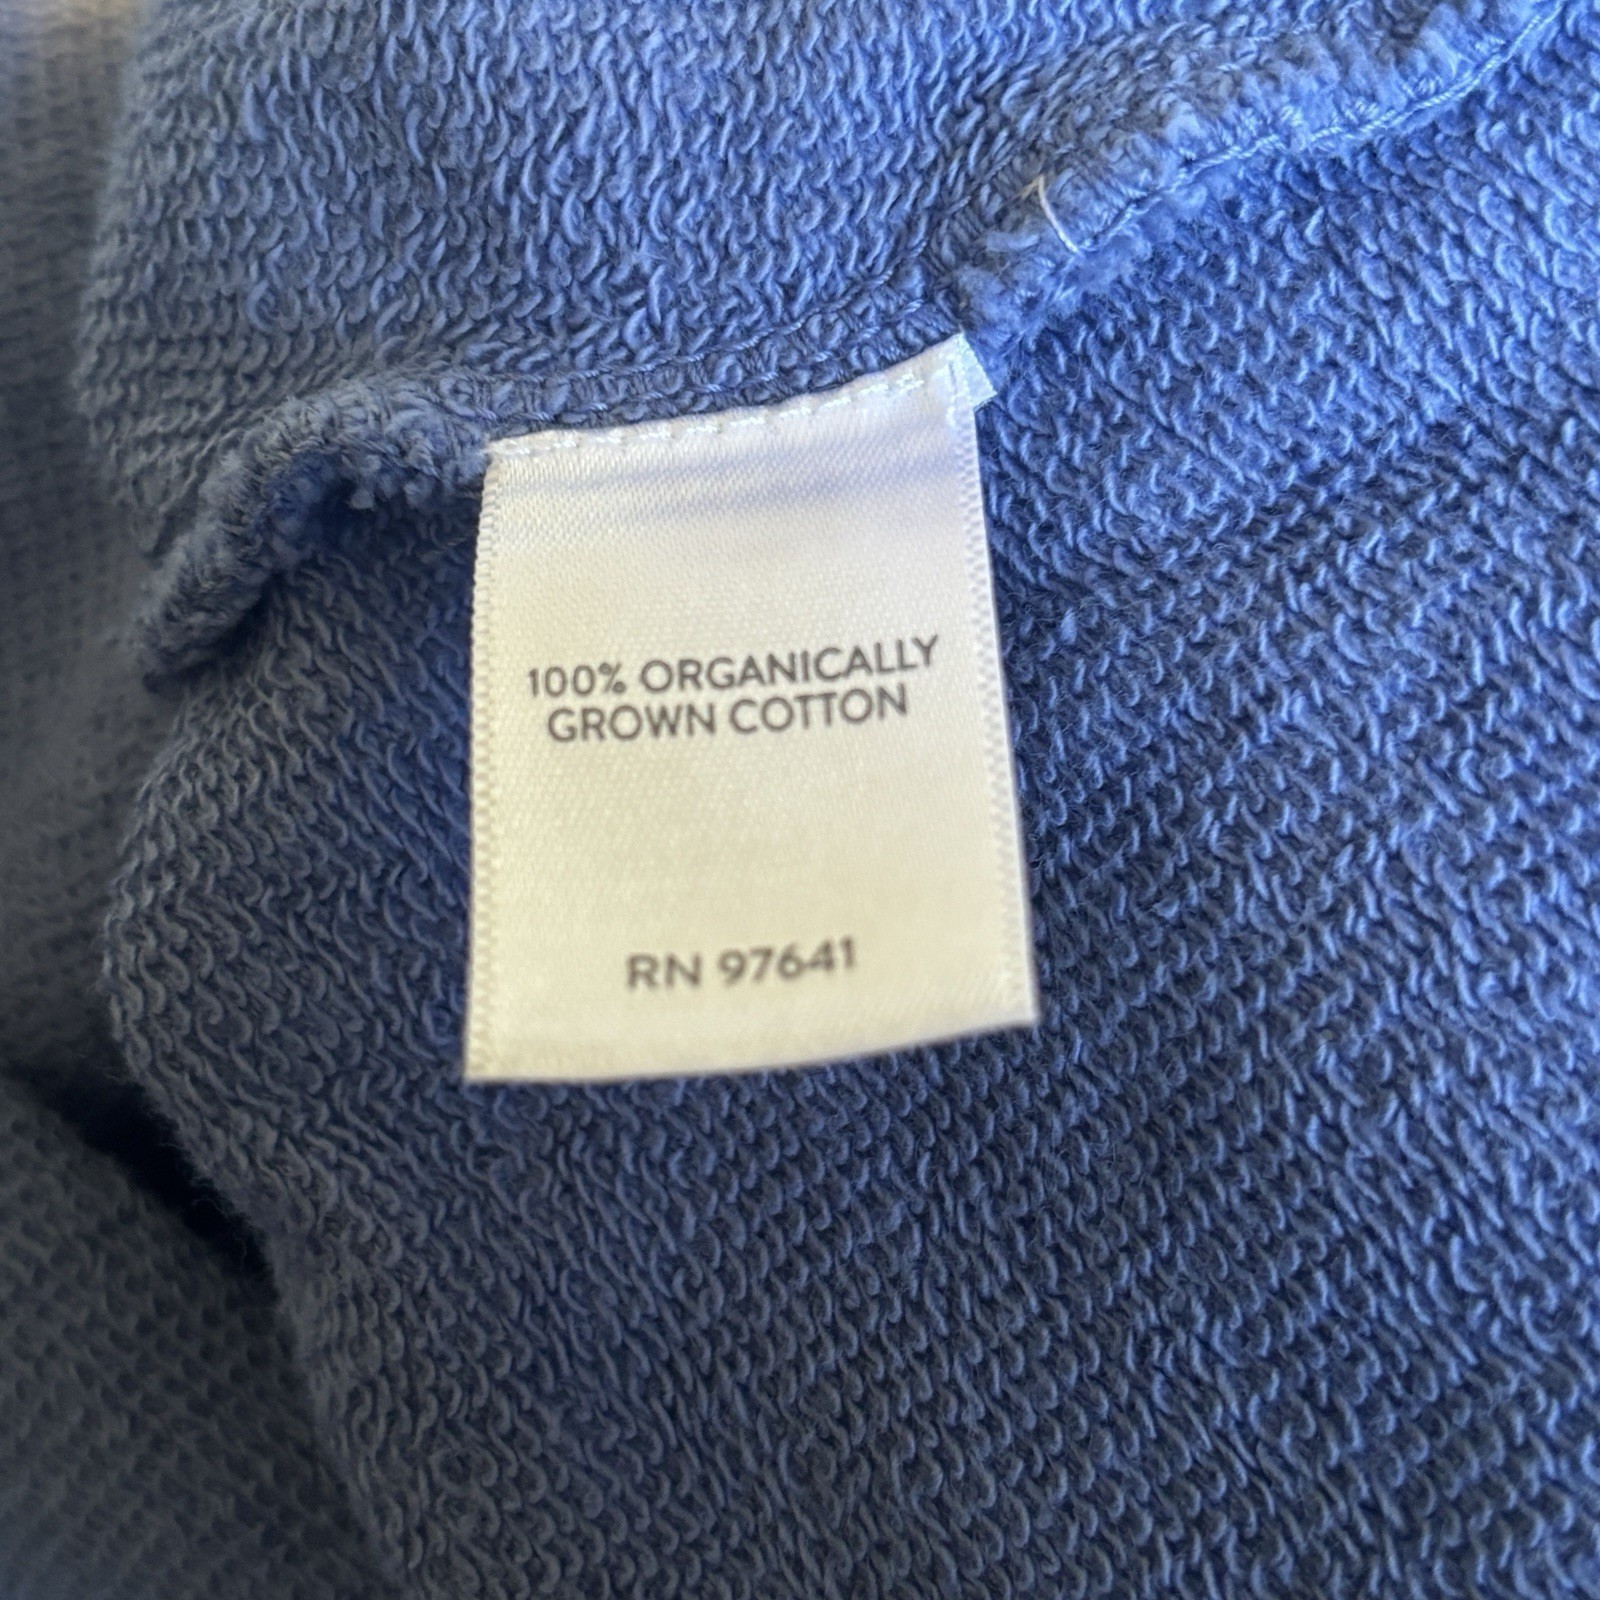 100% ORGANICALLY
GROWN COTTON
RN 97641